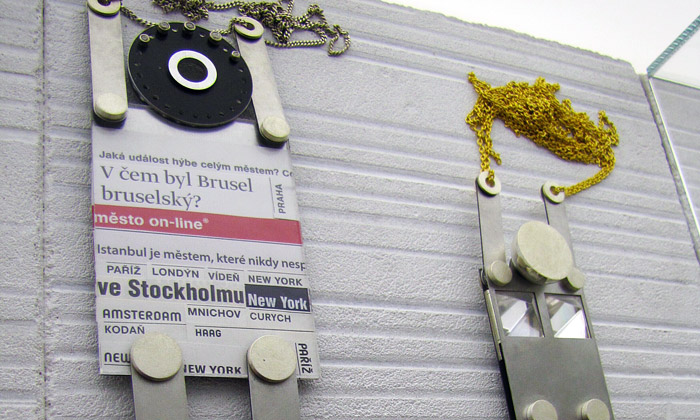 Jaká událost hýbe celým městem?
V čem byl Brusel
bruselský?
PRAHA
město on-line®
Istanbul je městem, které nikdy
PAŘÍŽ LONDÝN VÍDEŇ NEW YORK
ve Stockholmu New York
AMSTERDAM MNICHOV CURYCH
KODAŇ HAAG
PAŘÍŽ
NEW YORK